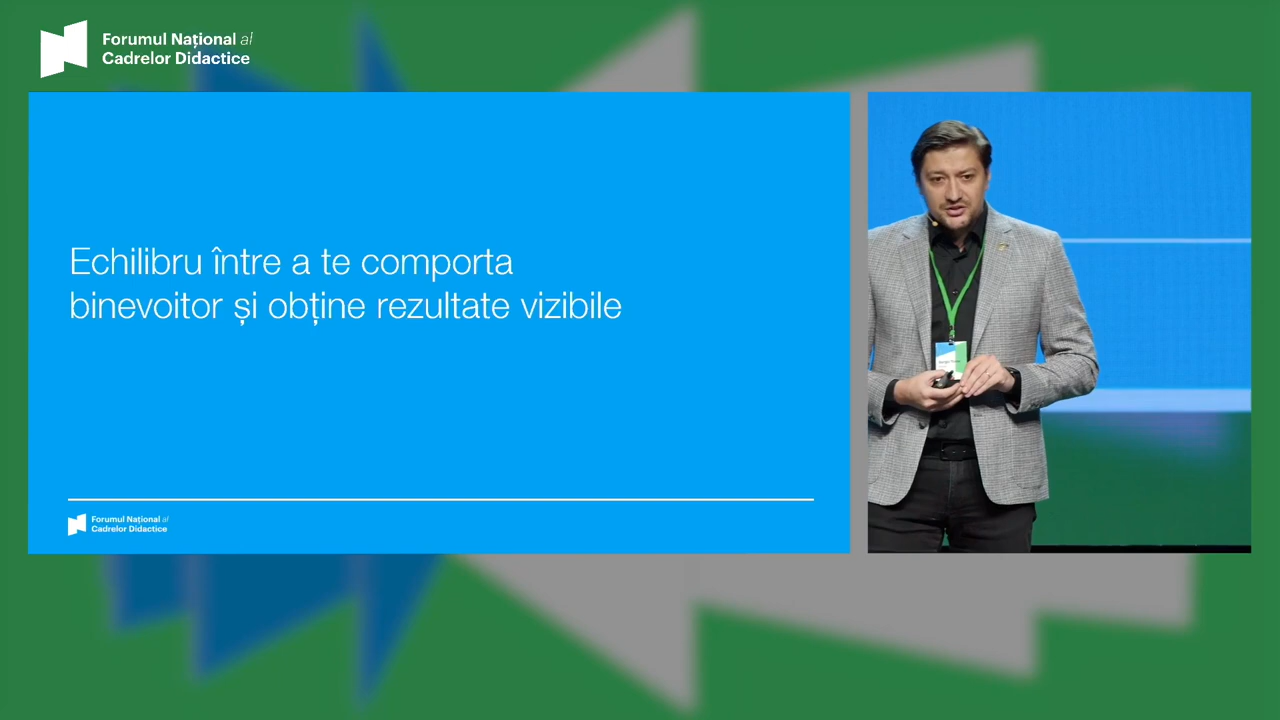 Forumul Național al
Cadrelor Didactice
Echilibru între a te comporta
binevoitor și obține rezultate vizibile
Forumul Național al
Cadrelor Didactice